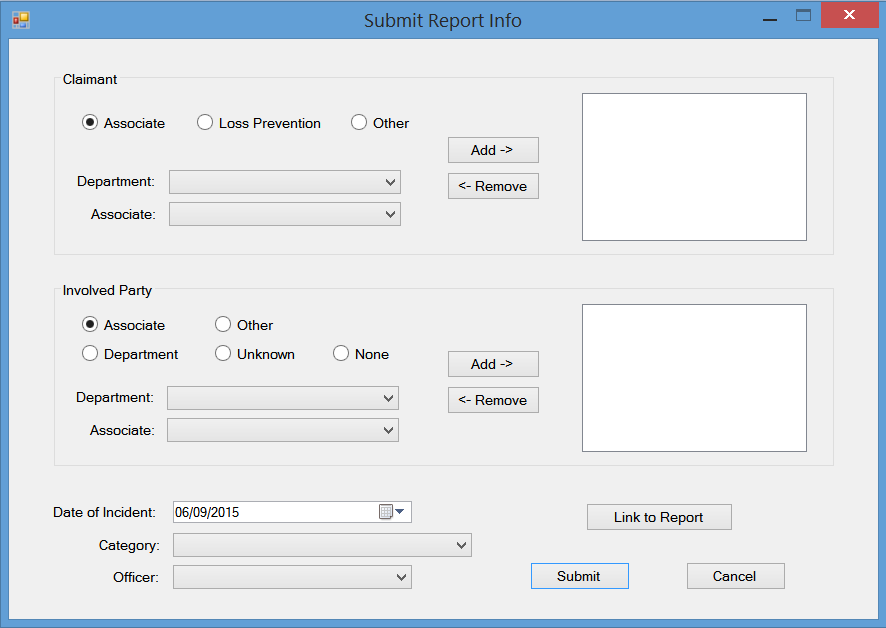 Submit Report Info
Claimant
Associate Loss Prevention Other
Add ->
Department:
<- Remove
Associate:
Involved Party
Associate Other
Department Unknown None
Add ->
Department:
<- Remove
Associate:
Date of Incident: 06/09/2015
Link to Report
Category:
Officer:
Submit Cancel